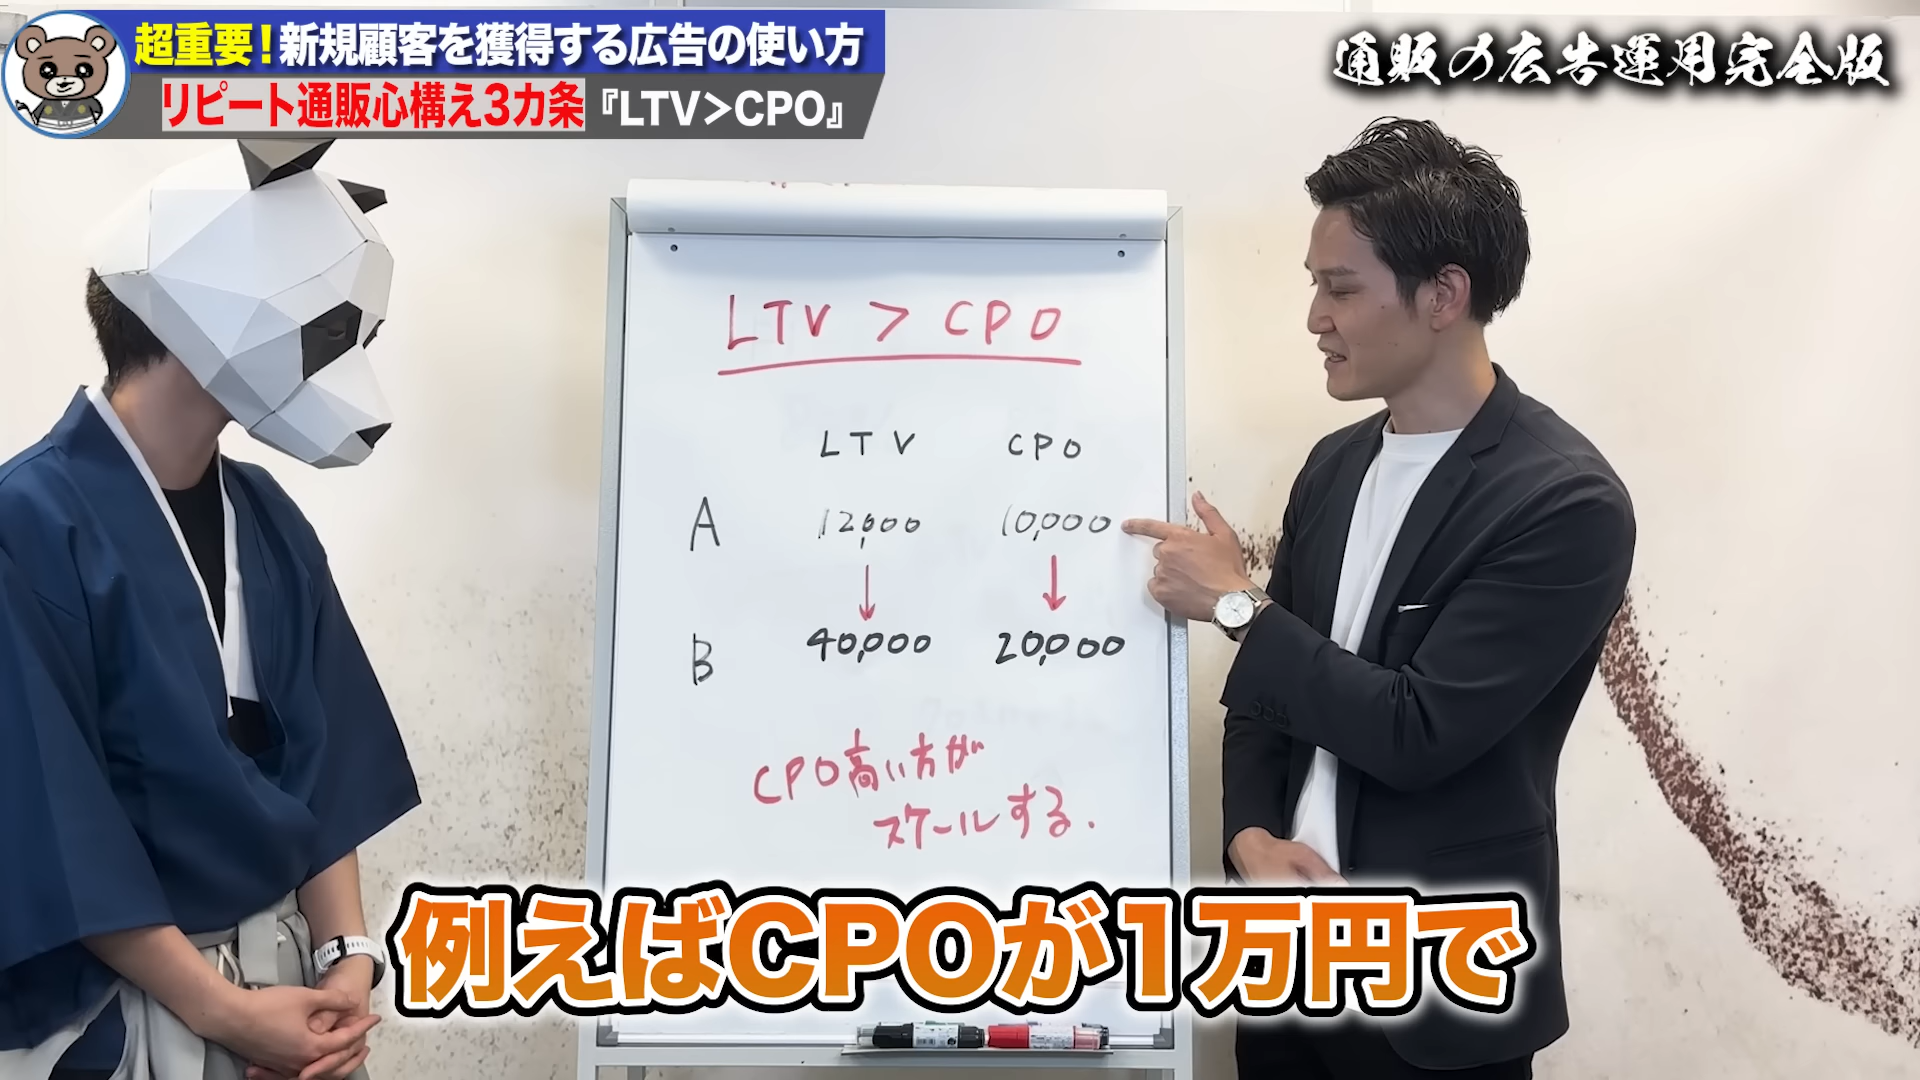 超重要！新規顧客を獲得する広告の使い方
リピート通販心構え3カ条『LTV>CPO』
通販の広告運用完全版
LTV > CPO
LTV CPO
A 12,000 10,000
↓ ↓
B 40,000 20,000
CPO高い方が
スケールする.
例えばCPOが1万円で